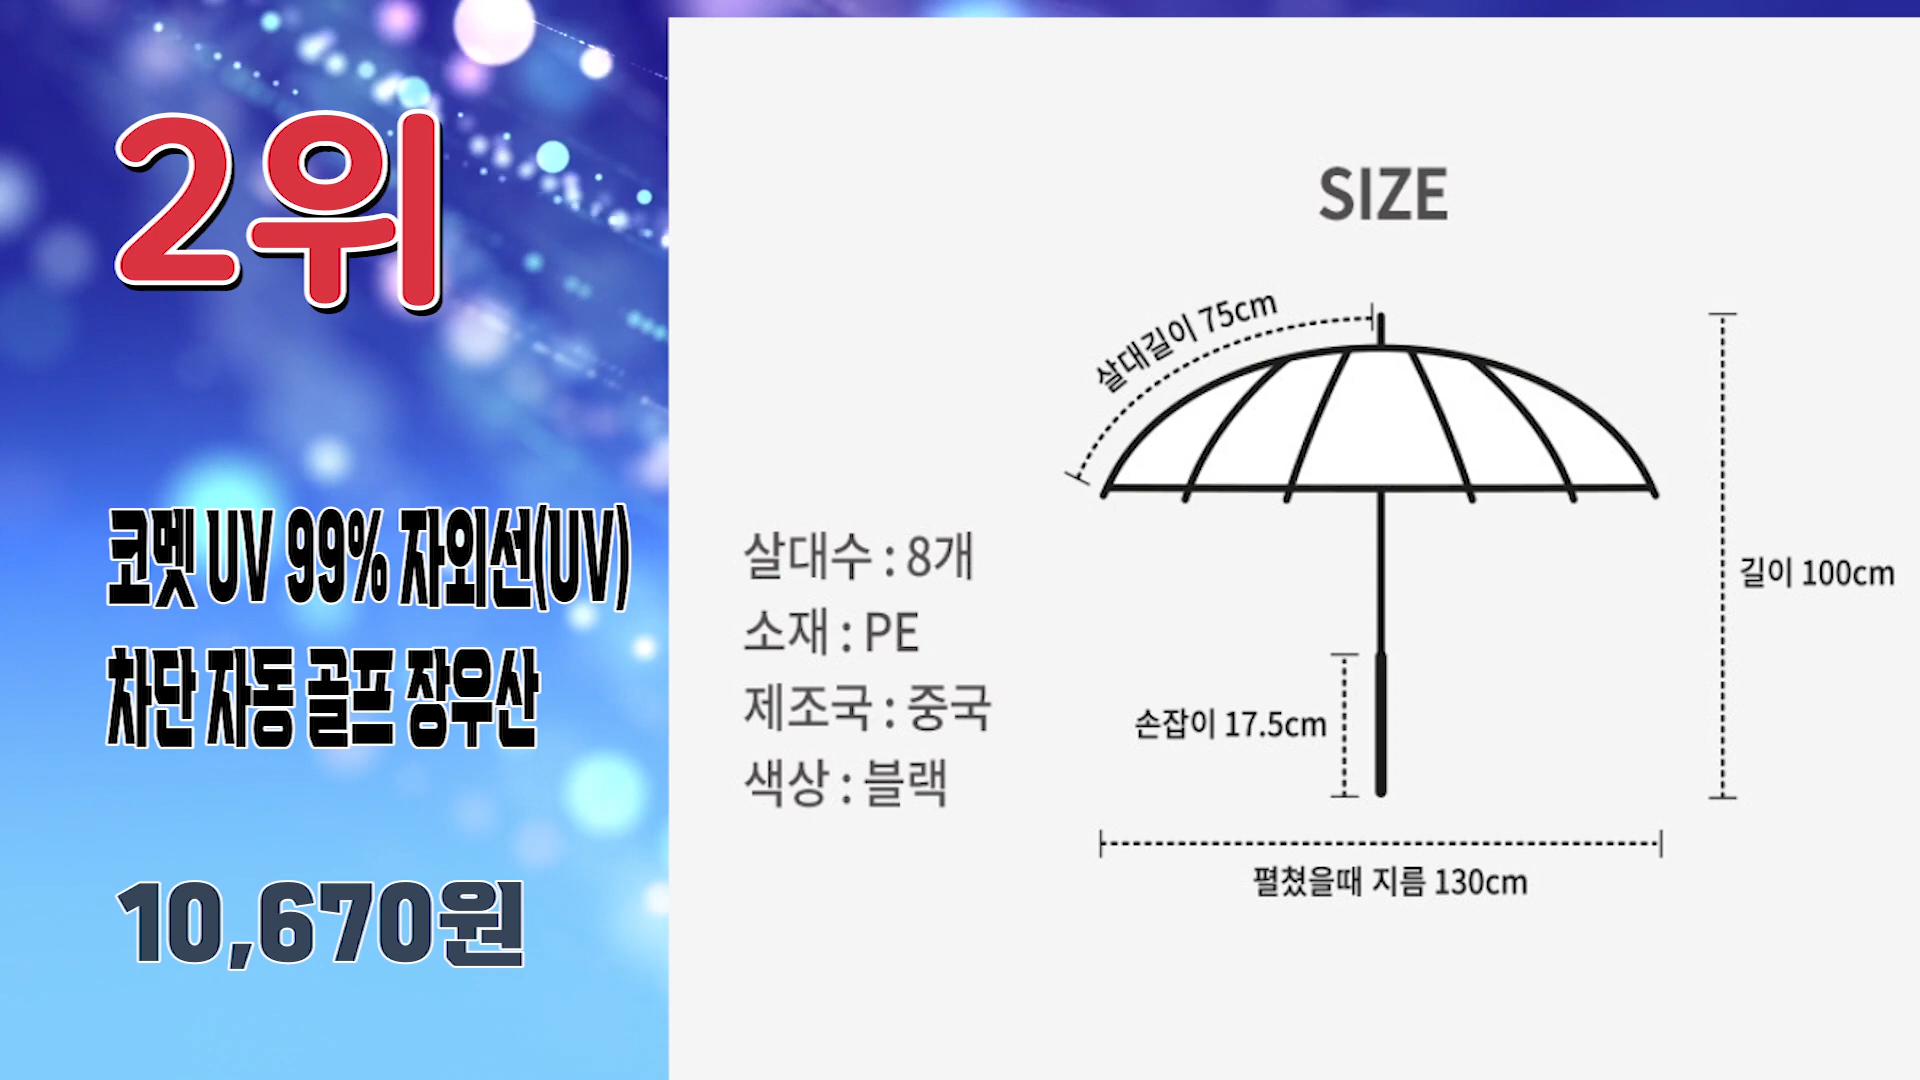 2위
코멧 UV 99% 자외선(UV)
차단 자동 골프 장우산
10,670원
SIZE
살대길이 75cm
살대수 : 8개
소재 : PE
제조국 : 중국
색상 : 블랙
길이 100cm
손잡이 17.5cm
펼쳤을때 지름 130cm